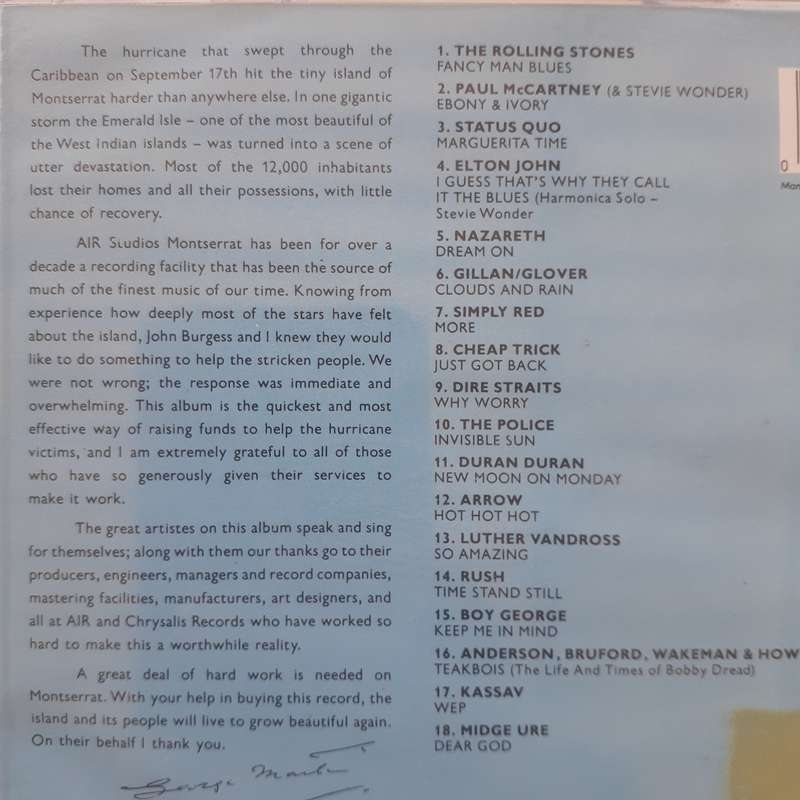 The hurricane that swept through the
Caribbean on September 17th hit the tiny island of
Montserrat harder than anywhere else. In one gigantic
storm the Emerald Isle – one of the most beautiful of
the West Indian islands – was turned into a scene of
utter devastation. Most of the 12,000 inhabitants
lost their homes and all their possessions, with little
chance of recovery.
AIR Studios Montserrat has been for over a
decade a recording facility that has been the source of
much of the finest music of our time. Knowing from
experience how deeply most of the stars have felt
about the island, John Burgess and I knew they would
like to do something to help the stricken people. We
were not wrong; the response was immediate and
overwhelming. This album is the quickest and most
effective way of raising funds to help the hurricane
victims, and I am extremely grateful to all of those
who have so generously given their services to
make it work.
The great artistes on this album speak and sing
for themselves; along with them our thanks go to their
producers, engineers, managers and record companies,
mastering facilities, manufacturers, art designers, and
all at AIR and Chrysalis Records who have worked so
hard to make this a worthwhile reality.
A great deal of hard work is needed on
Montserrat. With your help in buying this record, the
island and its people will live to grow beautiful again.
On their behalf I thank you.
George Martin
1. THE ROLLING STONES
FANCY MAN BLUES
2. PAUL McCARTNEY (& STEVIE WONDER)
EBONY & IVORY
3. STATUS QUO
MARGUERITA TIME
4. ELTON JOHN
I GUESS THAT'S WHY THEY CALL
IT THE BLUES (Harmonica Solo –
Stevie Wonder
5. NAZARETH
DREAM ON
6. GILLAN/GLOVER
CLOUDS AND RAIN
7. SIMPLY RED
MORE
8. CHEAP TRICK
JUST GOT BACK
9. DIRE STRAITS
WHY WORRY
10. THE POLICE
INVISIBLE SUN
11. DURAN DURAN
NEW MOON ON MONDAY
12. ARROW
HOT HOT HOT
13. LUTHER VANDROSS
SO AMAZING
14. RUSH
TIME STAND STILL
15. BOY GEORGE
KEEP ME IN MIND
16. ANDERSON, BRUFORD, WAKEMAN & HOW
TEAKBOIS (The Life And Times of Bobby Dread)
17. KASSAV
WEP
18. MIDGE URE
DEAR GOD
0
Man